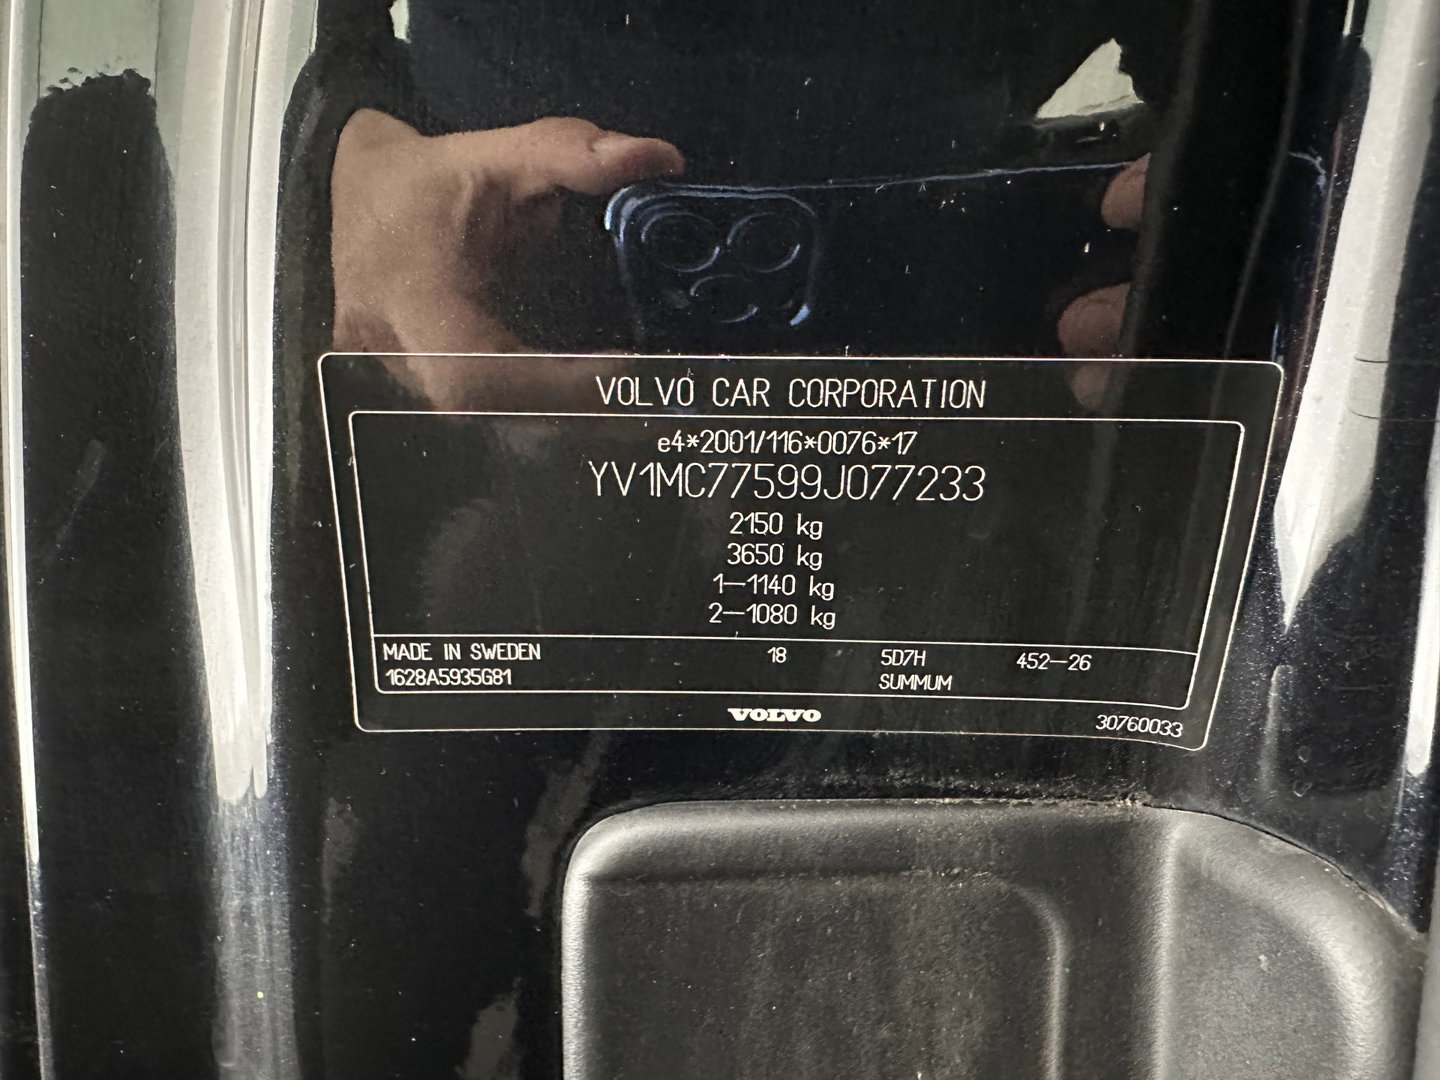 VOLVO CAR CORPORATION
e4*2001/116*0076*17
YV1MC77599J077233
2150 kg
3650 kg
1–1140 kg
2–1080 kg
MADE IN SWEDEN 18 5D7H 452–26
1628A5935G81 SUMMUM
VOLVO 30760033